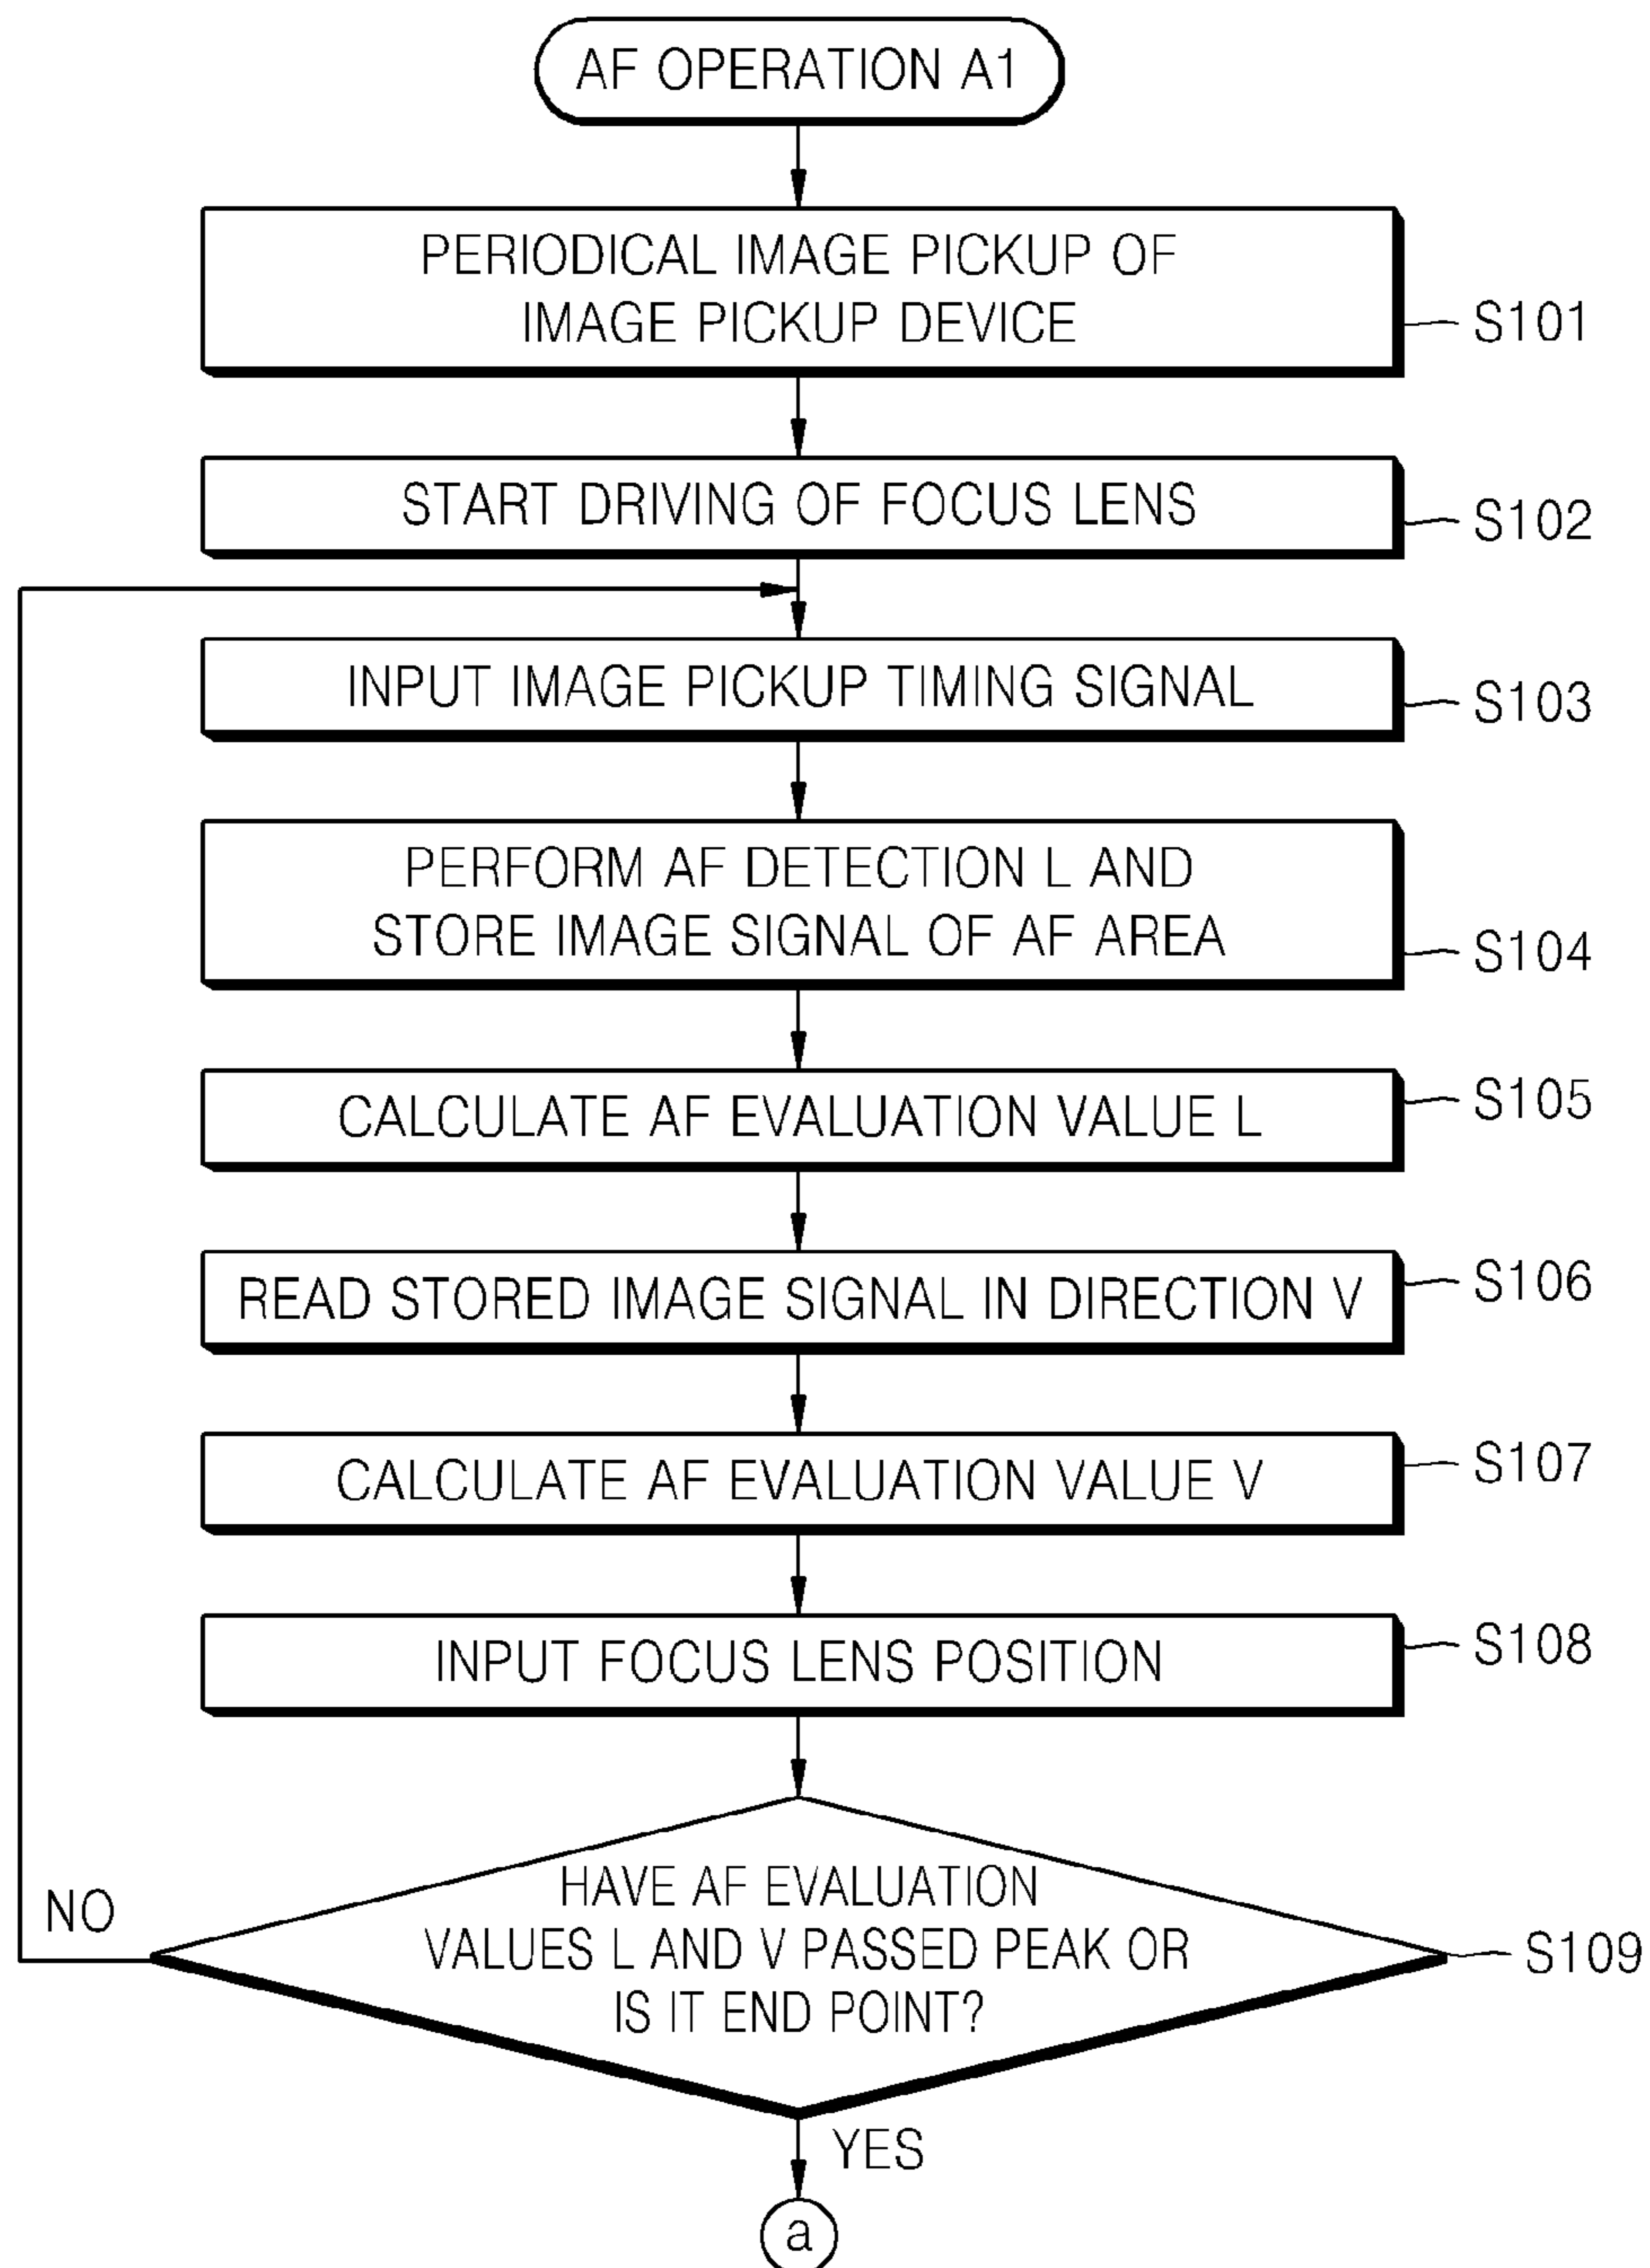 AF OPERATION A1
PERIODICAL IMAGE PICKUP OF
IMAGE PICKUP DEVICE
S101
START DRIVING OF FOCUS LENS
S102
INPUT IMAGE PICKUP TIMING SIGNAL
S103
PERFORM AF DETECTION L AND
STORE IMAGE SIGNAL OF AF AREA
S104
CALCULATE AF EVALUATION VALUE L
S105
READ STORED IMAGE SIGNAL IN DIRECTION V
S106
CALCULATE AF EVALUATION VALUE V
S107
INPUT FOCUS LENS POSITION
S108
HAVE AF EVALUATION
VALUES L AND V PASSED PEAK OR
IS IT END POINT?
S109
NO
YES
a